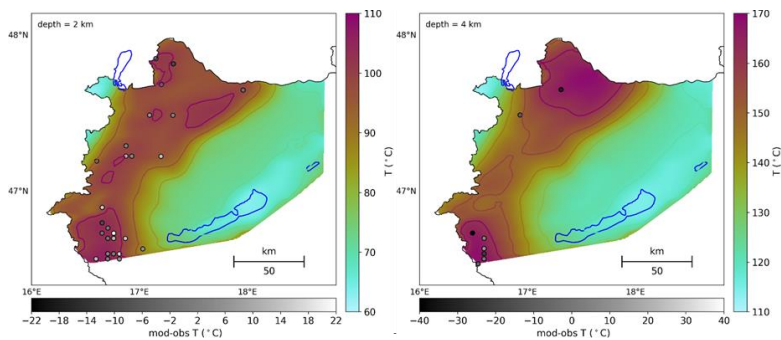 depth = 2 km
48°N
47°N
16°E
17°E
18°E
km
50
110
100
90
80
70
60
T (°C)
-22 -18 -14 -10 -6 -2 2 6 10 14 18 22
mod-obs T (°C)
depth = 4 km
48°N
47°N
16°E
17°E
18°E
km
50
170
160
150
140
130
120
110
T (°C)
-40 -30 -20 -10 0 10 20 30 40
mod-obs T (°C)